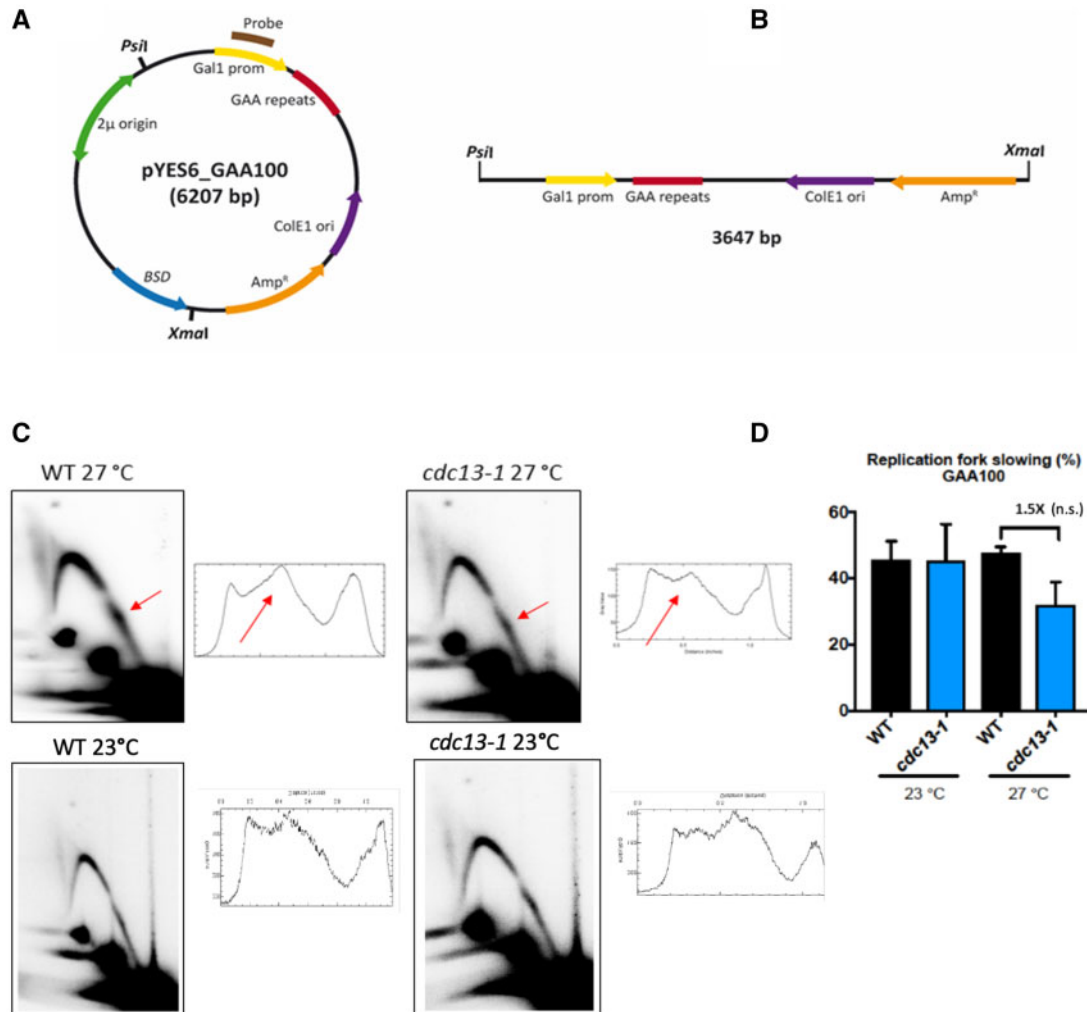 A
Probe
PsiI
Gal1 prom
GAA repeats
2μ origin
pYES6_GAA100
(6207 bp)
ColE1 ori
BSD
AmpR
XmaI
B
PsiI
XmaI
Gal1 prom
GAA repeats
ColE1 ori
AmpR
3647 bp
C
WT 27 °C
cdc13-1 27 °C
WT 23°C
cdc13-1 23°C
D
Replication fork slowing (%)
GAA100
1.5X (n.s.)
60
40
20
0
WT
cdc13-1
WT
cdc13-1
23 °C
27 °C